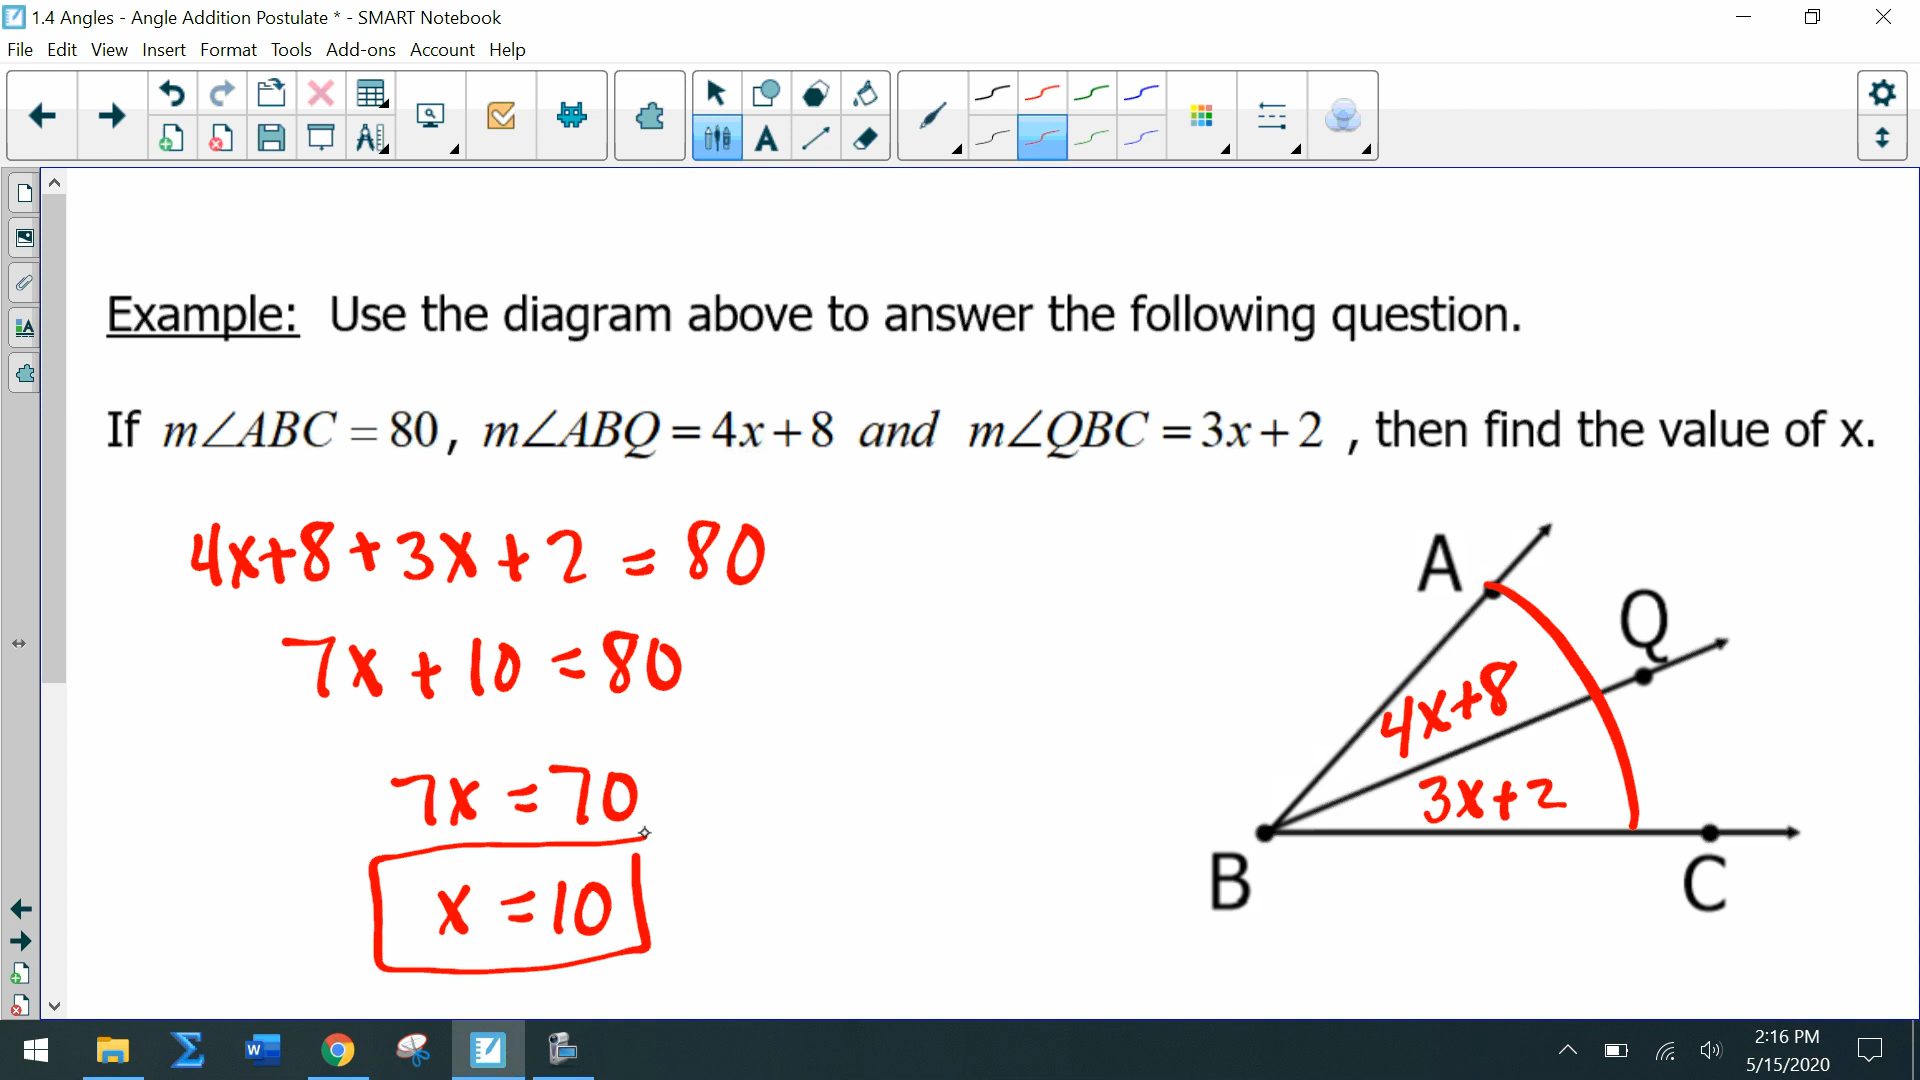 1.4 Angles - Angle Addition Postulate * - SMART Notebook
File Edit View Insert Format Tools Add-ons Account Help
Example: Use the diagram above to answer the following question.
If m∠ABC = 80, m∠ABQ = 4x+8 and m∠QBC = 3x+2 , then find the value of x.
4x+8+3x+2 = 80
7x + 10 = 80
7x = 70
x = 10
A
Q
4x+8
3x+2
B
C
2:16 PM
5/15/2020